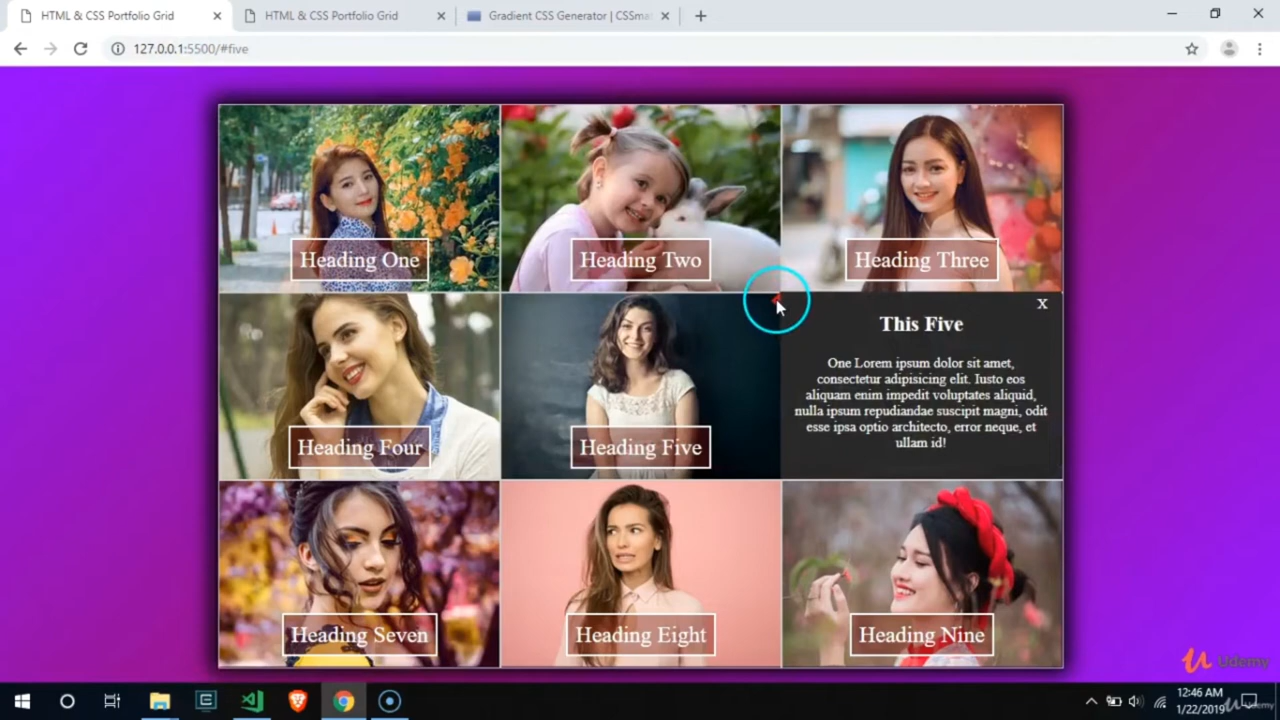 HTML & CSS Portfolio Grid
HTML & CSS Portfolio Grid
Gradient CSS Generator | CSSmat
127.0.0.1:5500/#five
Heading One
Heading Two
Heading Three
X
This Five
One Lorem ipsum dolor sit amet,
consectetur adipisicing elit. Iusto eos
aliquam enim impedit voluptates aliquid,
nulla ipsum repudiandae suscipit magni, odit
esse ipsa optio architecto, error neque, et
ullam id!
Heading Four
Heading Five
Heading Seven
Heading Eight
Heading Nine
Udemy
12:46 AM
1/22/2019
Udemy